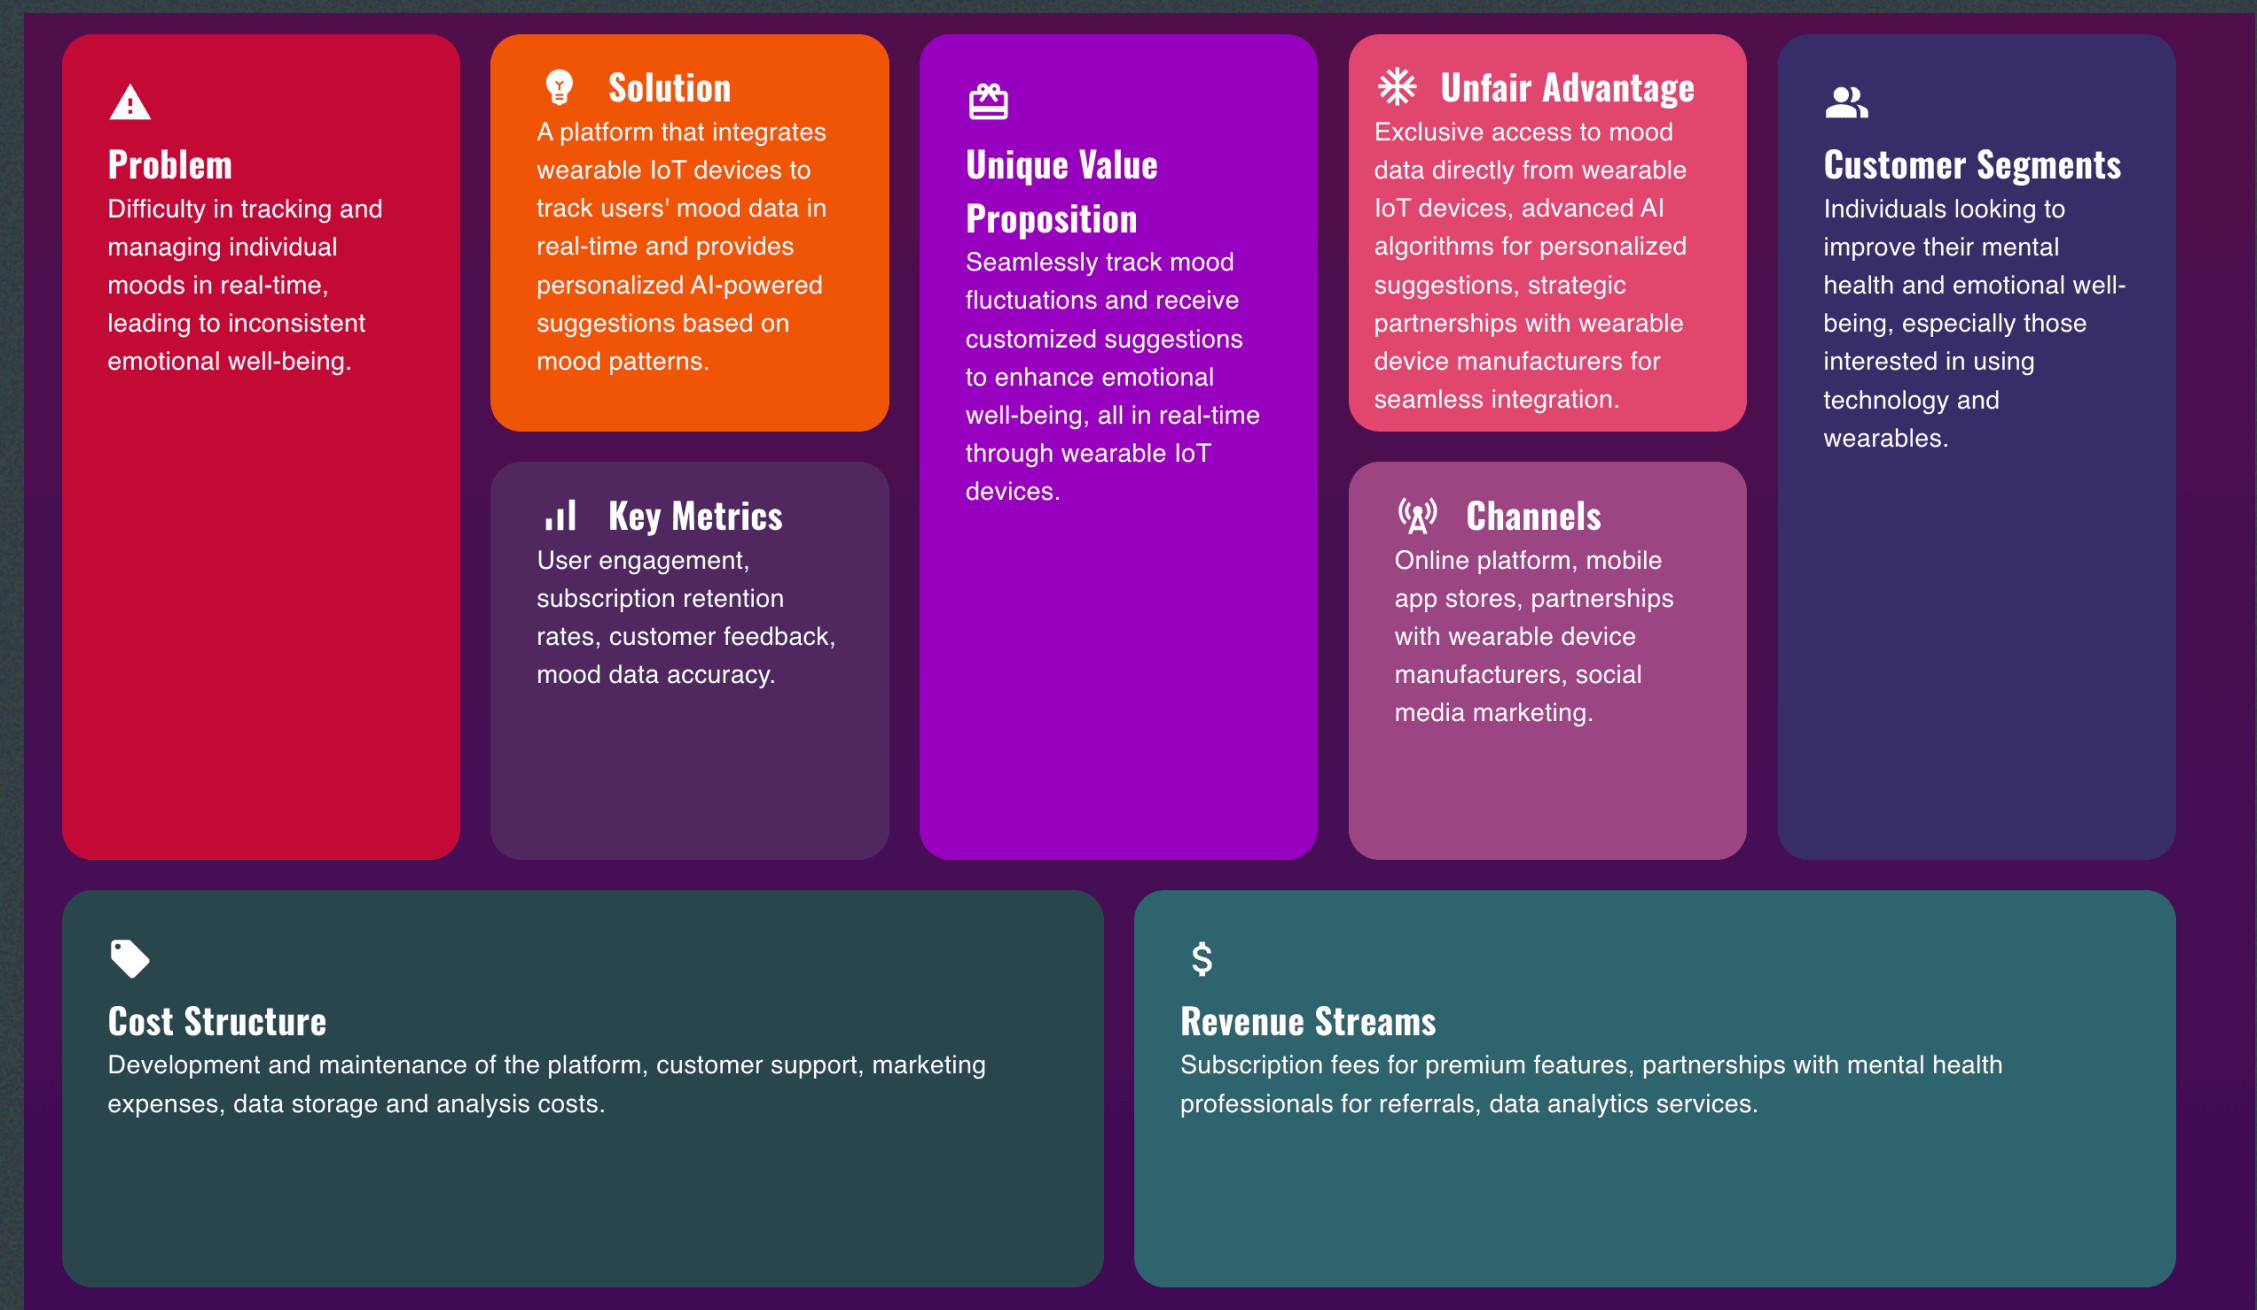 Problem
Difficulty in tracking and
managing individual
moods in real-time,
leading to inconsistent
emotional well-being.
Solution
A platform that integrates
wearable IoT devices to
track users' mood data in
real-time and provides
personalized AI-powered
suggestions based on
mood patterns.
Key Metrics
User engagement,
subscription retention
rates, customer feedback,
mood data accuracy.
Unique Value
Proposition
Seamlessly track mood
fluctuations and receive
customized suggestions
to enhance emotional
well-being, all in real-time
through wearable IoT
devices.
Unfair Advantage
Exclusive access to mood
data directly from wearable
IoT devices, advanced AI
algorithms for personalized
suggestions, strategic
partnerships with wearable
device manufacturers for
seamless integration.
Channels
Online platform, mobile
app stores, partnerships
with wearable device
manufacturers, social
media marketing.
Customer Segments
Individuals looking to
improve their mental
health and emotional well-
being, especially those
interested in using
technology and
wearables.
Cost Structure
Development and maintenance of the platform, customer support, marketing
expenses, data storage and analysis costs.
$
Revenue Streams
Subscription fees for premium features, partnerships with mental health
professionals for referrals, data analytics services.